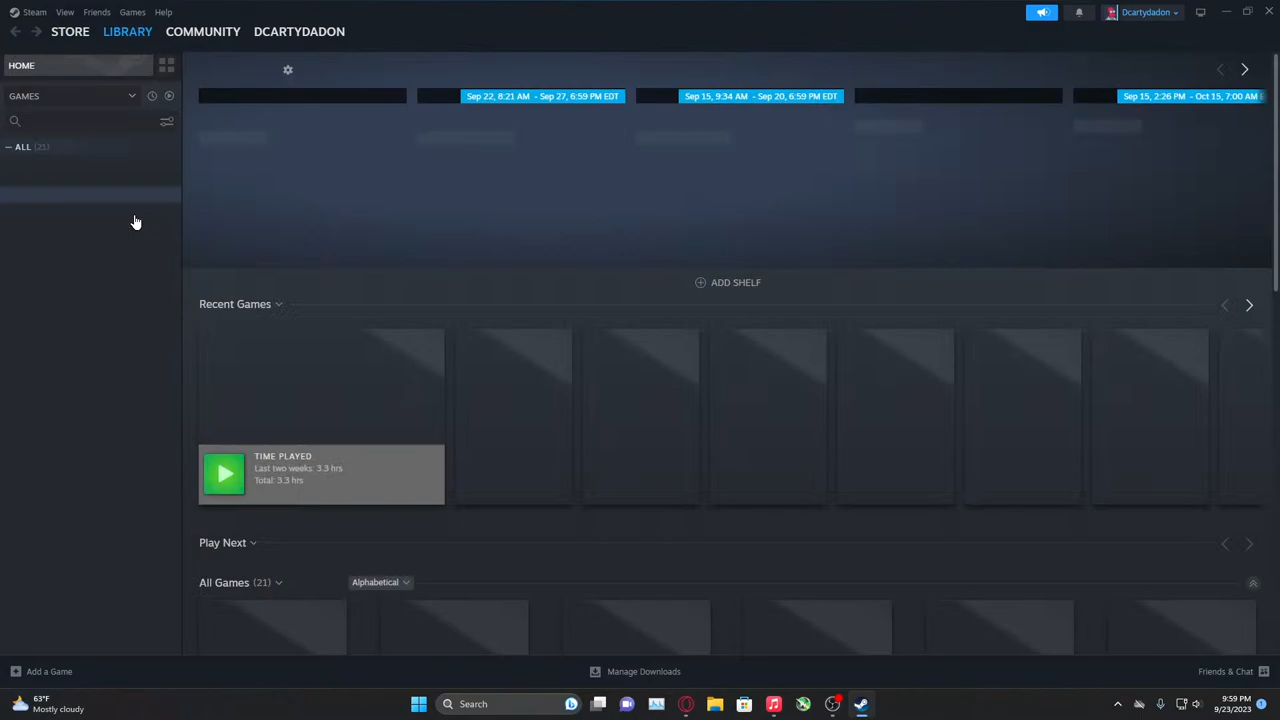 Steam View Friends Games Help
Dcartydadon
STORE LIBRARY COMMUNITY DCARTYDADON
HOME
GAMES
Sep 22, 8:21 AM - Sep 27, 6:59 PM EDT
Sep 15, 9:34 AM - Sep 20, 6:59 PM EDT
Sep 15, 2:26 PM - Oct 15, 7:00 AM
ALL (21)
ADD SHELF
Recent Games
TIME PLAYED
Last two weeks: 3.3 hrs
Total: 3.3 hrs
Play Next
All Games (21)
Alphabetical
Add a Game
Manage Downloads
Friends & Chat
63°F
Mostly cloudy
Search
9:59 PM
9/23/2023